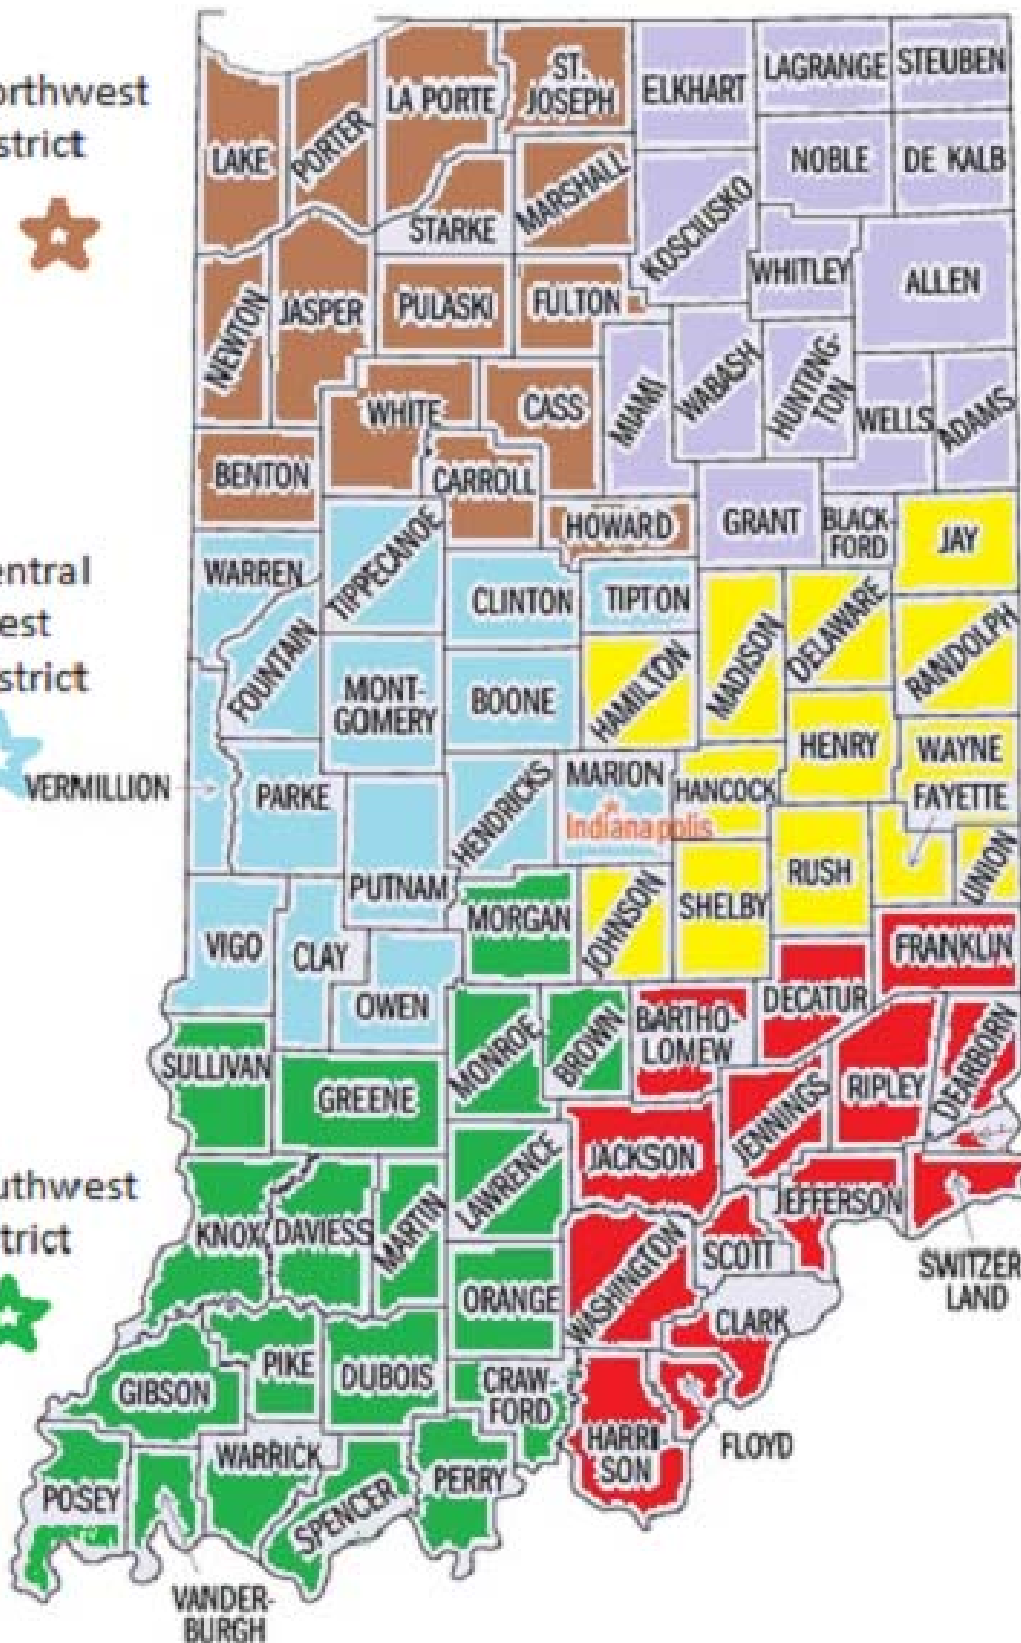 orthwest
strict
LAKE
PORTER
LA PORTE
ST.
JOSEPH
ELKHART
LAGRANGE
STEUBEN
NOBLE
DE KALB
STARKE
MARSHALL
KOSCIUSKO
WHITLEY
ALLEN
NEWTON
JASPER
PULASKI
FULTON
MIAMI
WABASH
HUNTING-
TON
WELLS
ADAMS
WHITE
CASS
BENTON
CARROLL
HOWARD
GRANT
BLACK-
FORD
JAY
entral
est
strict
WARREN
TIPPECANOE
CLINTON
TIPTON
MADISON
DELAWARE
RANDOLPH
FOUNTAIN
MONT-
GOMERY
BOONE
HAMILTON
HENRY
WAYNE
VERMILLION
PARKE
HENDRICKS
MARION
Indianapolis
HANCOCK
FAYETTE
PUTNAM
MORGAN
JOHNSON
SHELBY
RUSH
UNION
VIGO
CLAY
OWEN
FRANKLIN
DECATUR
SULLIVAN
GREENE
MONROE
BROWN
BARTHO-
LOMEW
JENNINGS
RIPLEY
DEARBORN
uthwest
trict
KNOX
DAVIESS
MARTIN
LAWRENCE
JACKSON
JEFFERSON
SCOTT
SWITZER
LAND
ORANGE
WASHINGTON
CLARK
GIBSON
PIKE
DUBOIS
CRAW-
FORD
HARRI-
SON
FLOYD
POSEY
WARRICK
SPENCER
PERRY
VANDER-
BURGH